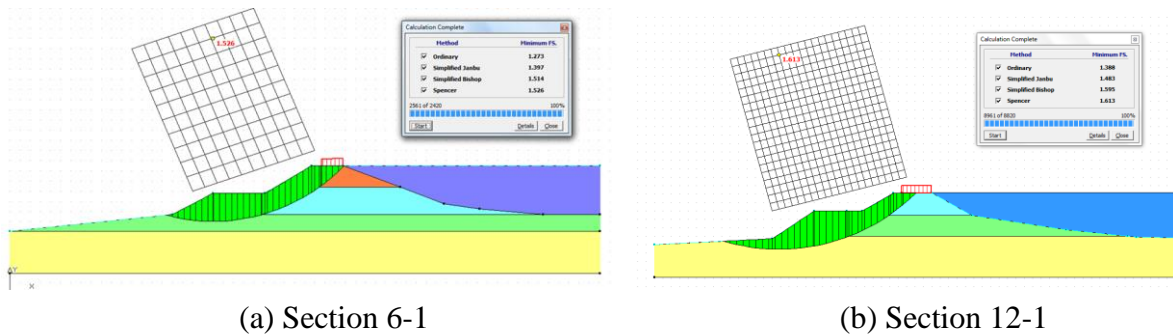 1.526
Calculation Complete
Method Minimum FS.
Ordinary 1.273
Simplified Janbu 1.397
Simplified Bishop 1.514
Spencer 1.526
2561 of 2420 100%
Start Details Close
Y
X
(a) Section 6-1
1.613
Calculation Complete
Method Minimum FS.
Ordinary 1.388
Simplified Janbu 1.483
Simplified Bishop 1.595
Spencer 1.613
8961 of 8820 100%
Start Details Close
(b) Section 12-1